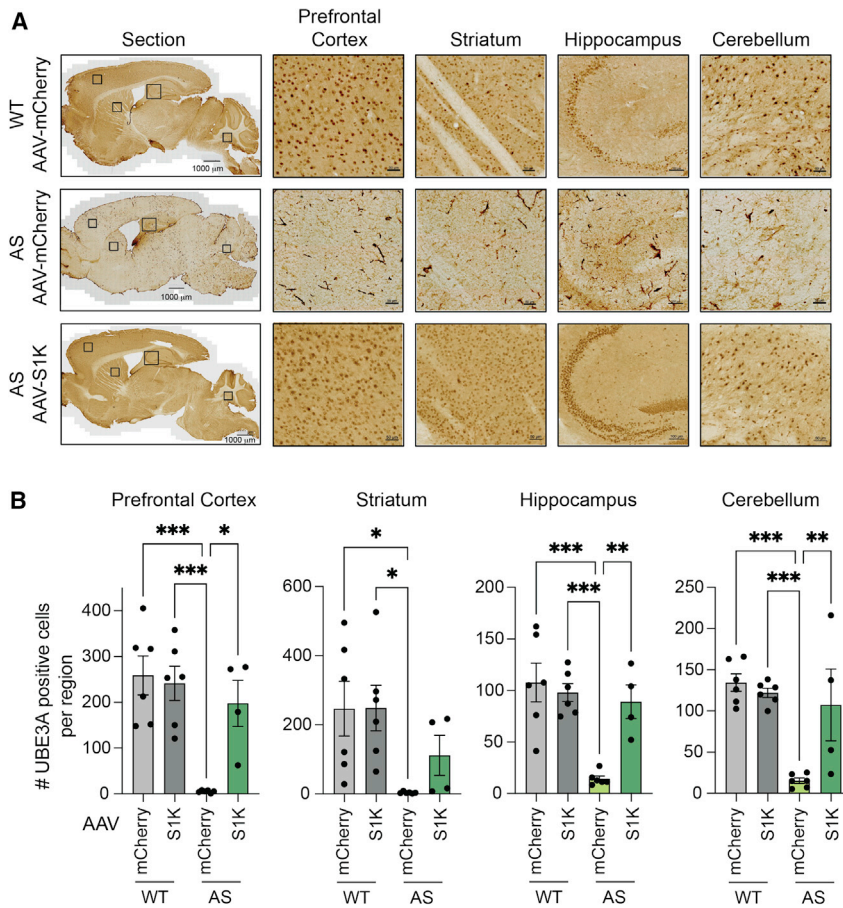 A
Section
Prefrontal
Cortex
Striatum
Hippocampus
Cerebellum
WT
AAV-mCherry
1000 µm
AS
AAV-mCherry
1000 µm
AS
AAV-S1K
1000 µm
B
Prefrontal Cortex
Striatum
Hippocampus
Cerebellum
# UBE3A positive cells
per region
*** *
***
400
300
200
100
0
*
*
600
400
200
0
*** **
***
200
150
100
50
0
*** **
***
250
200
150
100
50
0
AAV
mCherry S1K mCherry S1K
WT AS
mCherry S1K mCherry S1K
WT AS
mCherry S1K mCherry S1K
WT AS
mCherry S1K mCherry S1K
WT AS